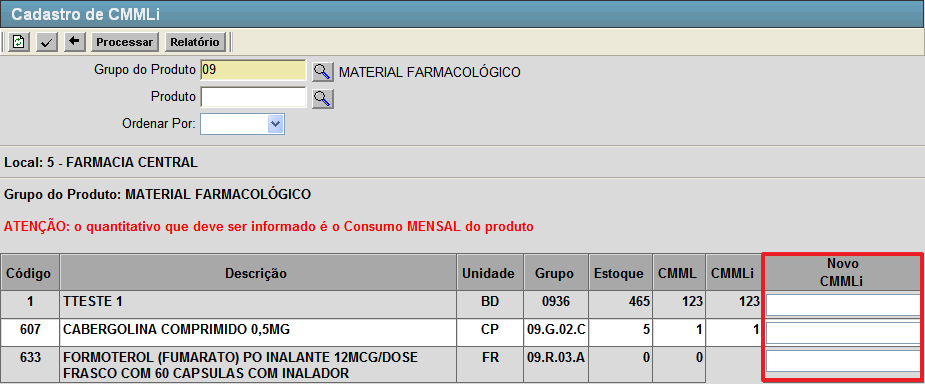 Cadastro de CMMLi
Processar Relatório
Grupo do Produto 09 MATERIAL FARMACOLÓGICO
Produto
Ordenar Por:
Local: 5 - FARMACIA CENTRAL
Grupo do Produto: MATERIAL FARMACOLÓGICO
ATENÇÃO: o quantitativo que deve ser informado é o Consumo MENSAL do produto
Código Descrição Unidade Grupo Estoque CMML CMMLi Novo
CMMLi
1 TTESTE 1 BD 0936 465 123 123
607 CABERGOLINA COMPRIMIDO 0,5MG CP 09.G.02.C 5 1 1
633 FORMOTEROL (FUMARATO) PO INALANTE 12MCG/DOSE FR 09.R.03.A 0 0
FRASCO COM 60 CAPSULAS COM INALADOR